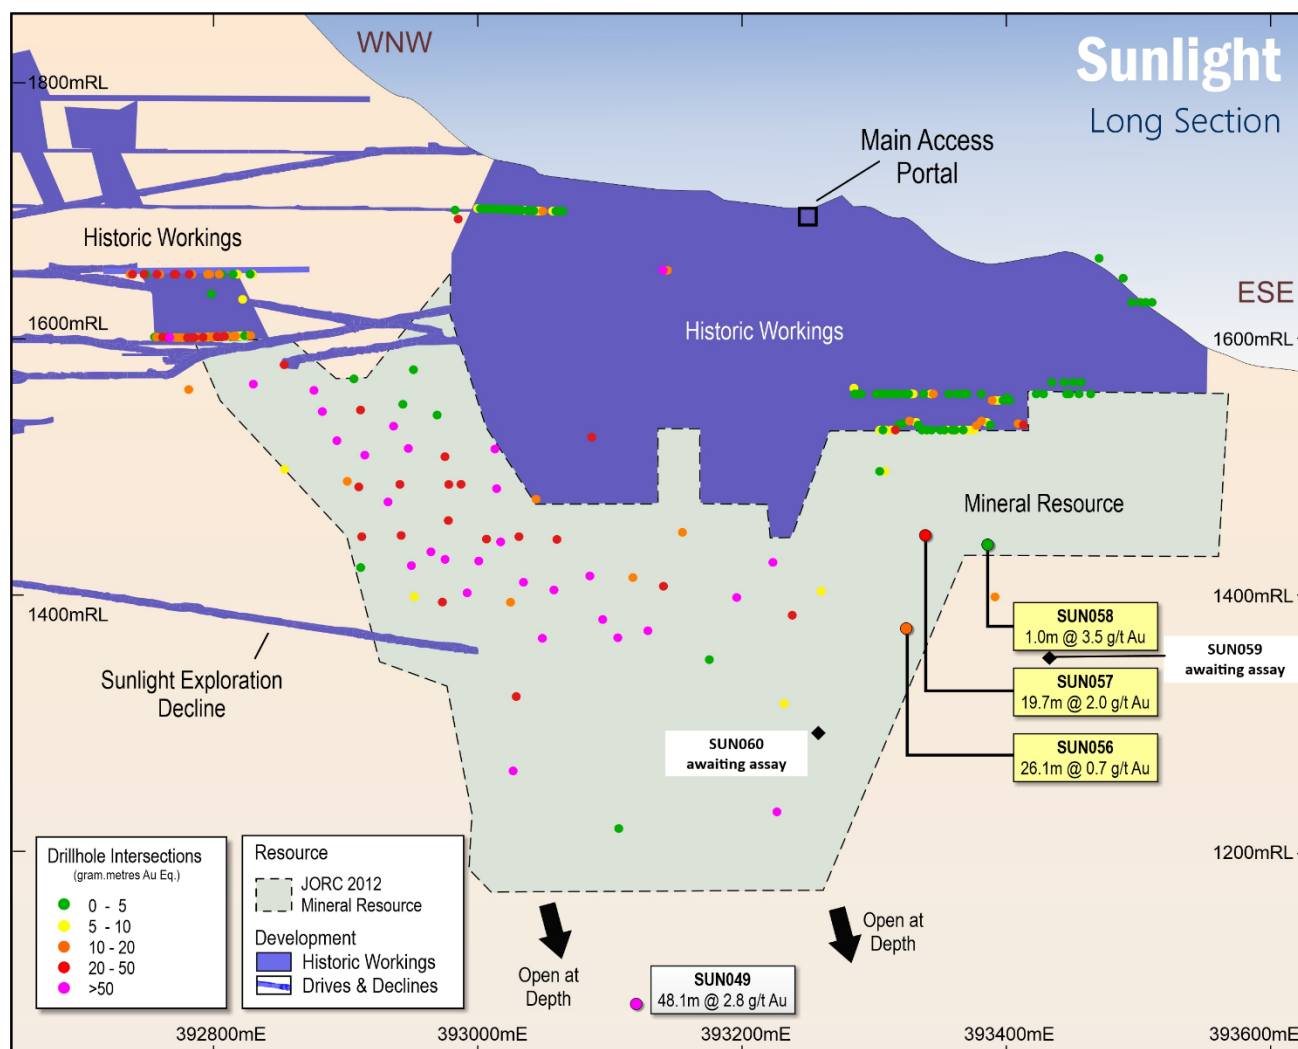 WNW
Sunlight
Long Section
1800mRL
Main Access
Portal
Historic Workings
ESE
1600mRL
1600mRL
Historic Workings
Mineral Resource
1400mRL
1400mRL
SUN058
1.0m @ 3.5 g/t Au
SUN059
awaiting assay
Sunlight Exploration
Decline
SUN057
19.7m @ 2.0 g/t Au
SUN060
awaiting assay
SUN056
26.1m @ 0.7 g/t Au
1200mRL
Drillhole Intersections
(gram.metres Au Eq.)
0 - 5
5 - 10
10 - 20
20 - 50
>50
Resource
JORC 2012
Mineral Resource
Development
Historic Workings
Drives & Declines
Open at
Depth
Open at
Depth
SUN049
48.1m @ 2.8 g/t Au
392800mE
393000mE
393200mE
393400mE
393600mE